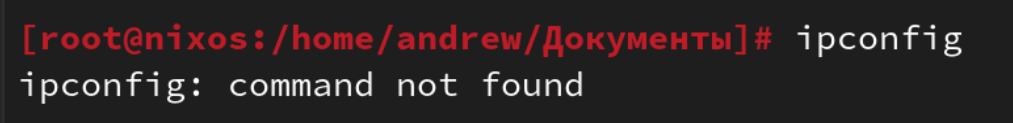 [root@nixos:/home/andrew/Документы]# ipconfig
ipconfig: command not found